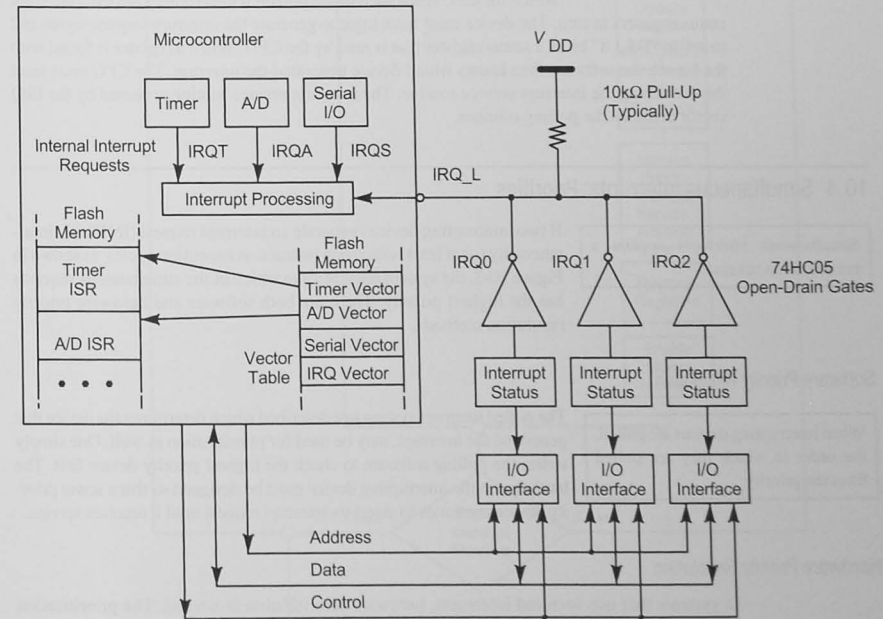 Microcontroller
Timer
A/D
Serial
I/O
Internal Interrupt
Requests
IRQT
IRQA
IRQS
IRQ_L
Interrupt Processing
V DD
10kΩ Pull-Up
(Typically)
Flash
Memory
Timer
ISR
A/D ISR
• • •
Flash
Memory
Timer Vector
A/D Vector
Serial Vector
IRQ Vector
Vector
Table
IRQ0
IRQ1
IRQ2
74HC05
Open-Drain Gates
Interrupt
Status
Interrupt
Status
Interrupt
Status
I/O
Interface
I/O
Interface
I/O
Interface
Address
Data
Control